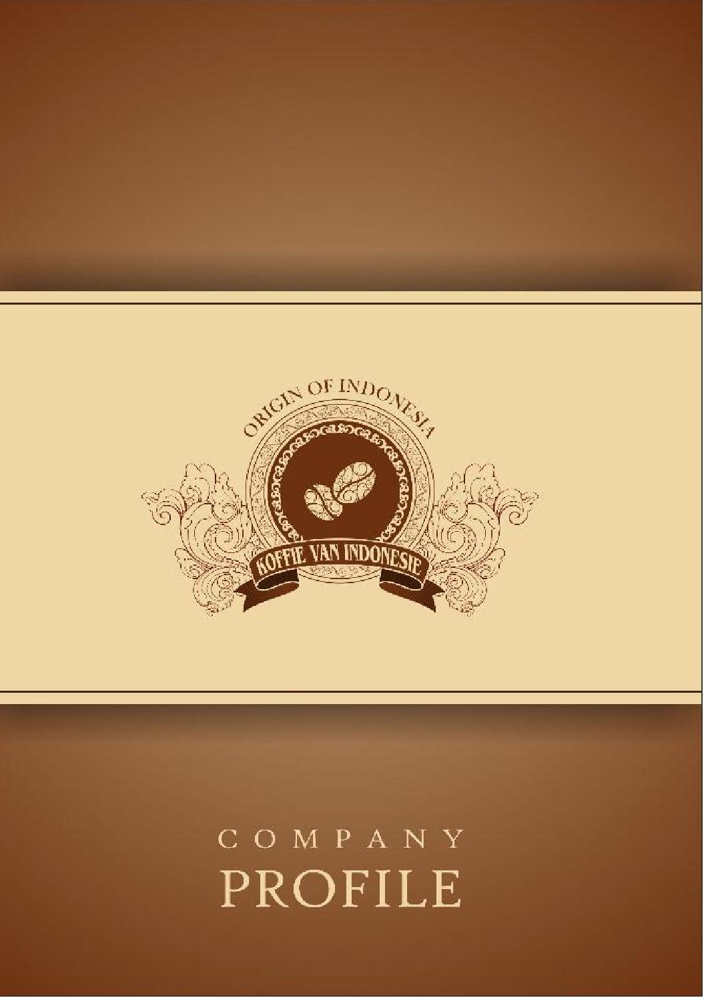 ORIGIN OF INDONESIA
KOFFIE VAN INDONESIE
COMPANY
PROFILE